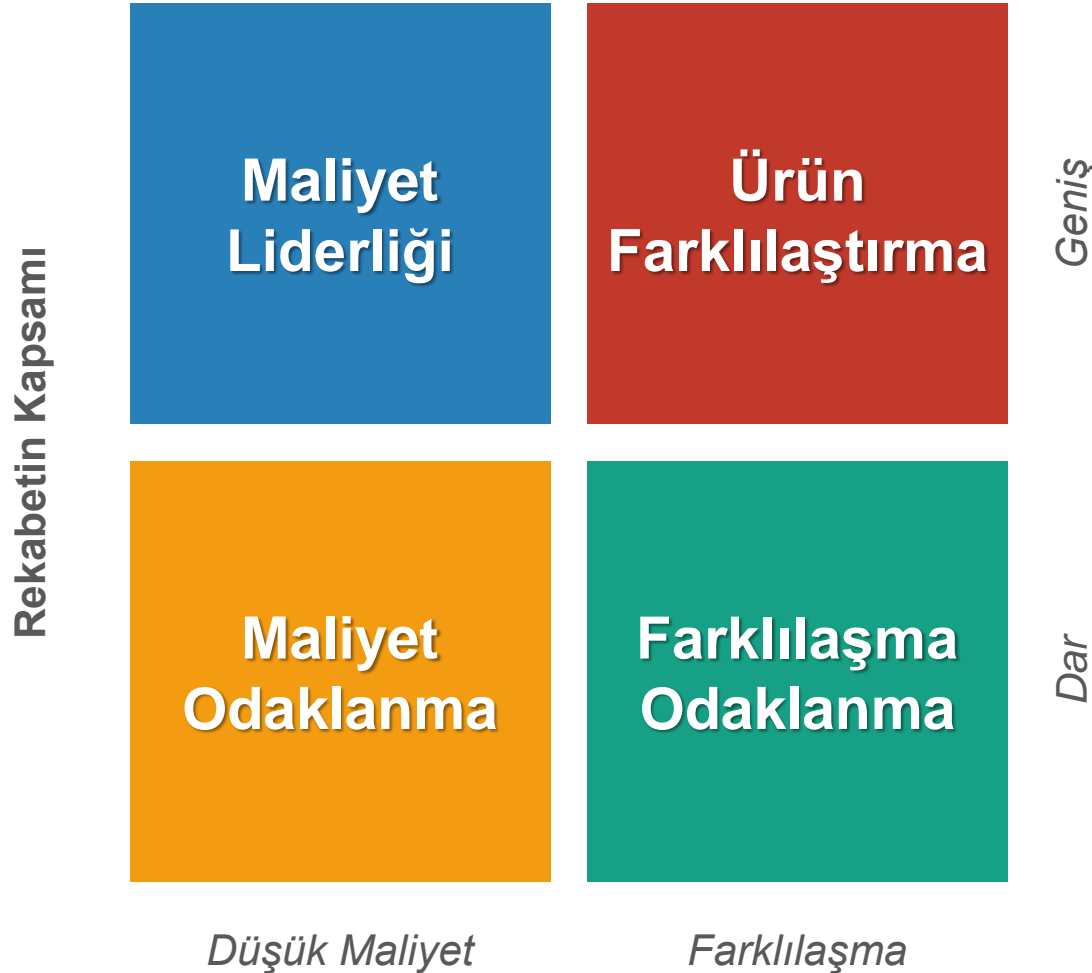 Maliyet
Liderliği
Ürün
Farklılaştırma
Geniş
Rekabetin Kapsamı
Maliyet
Odaklanma
Farklılaşma
Odaklanma
Dar
Düşük Maliyet
Farklılaşma